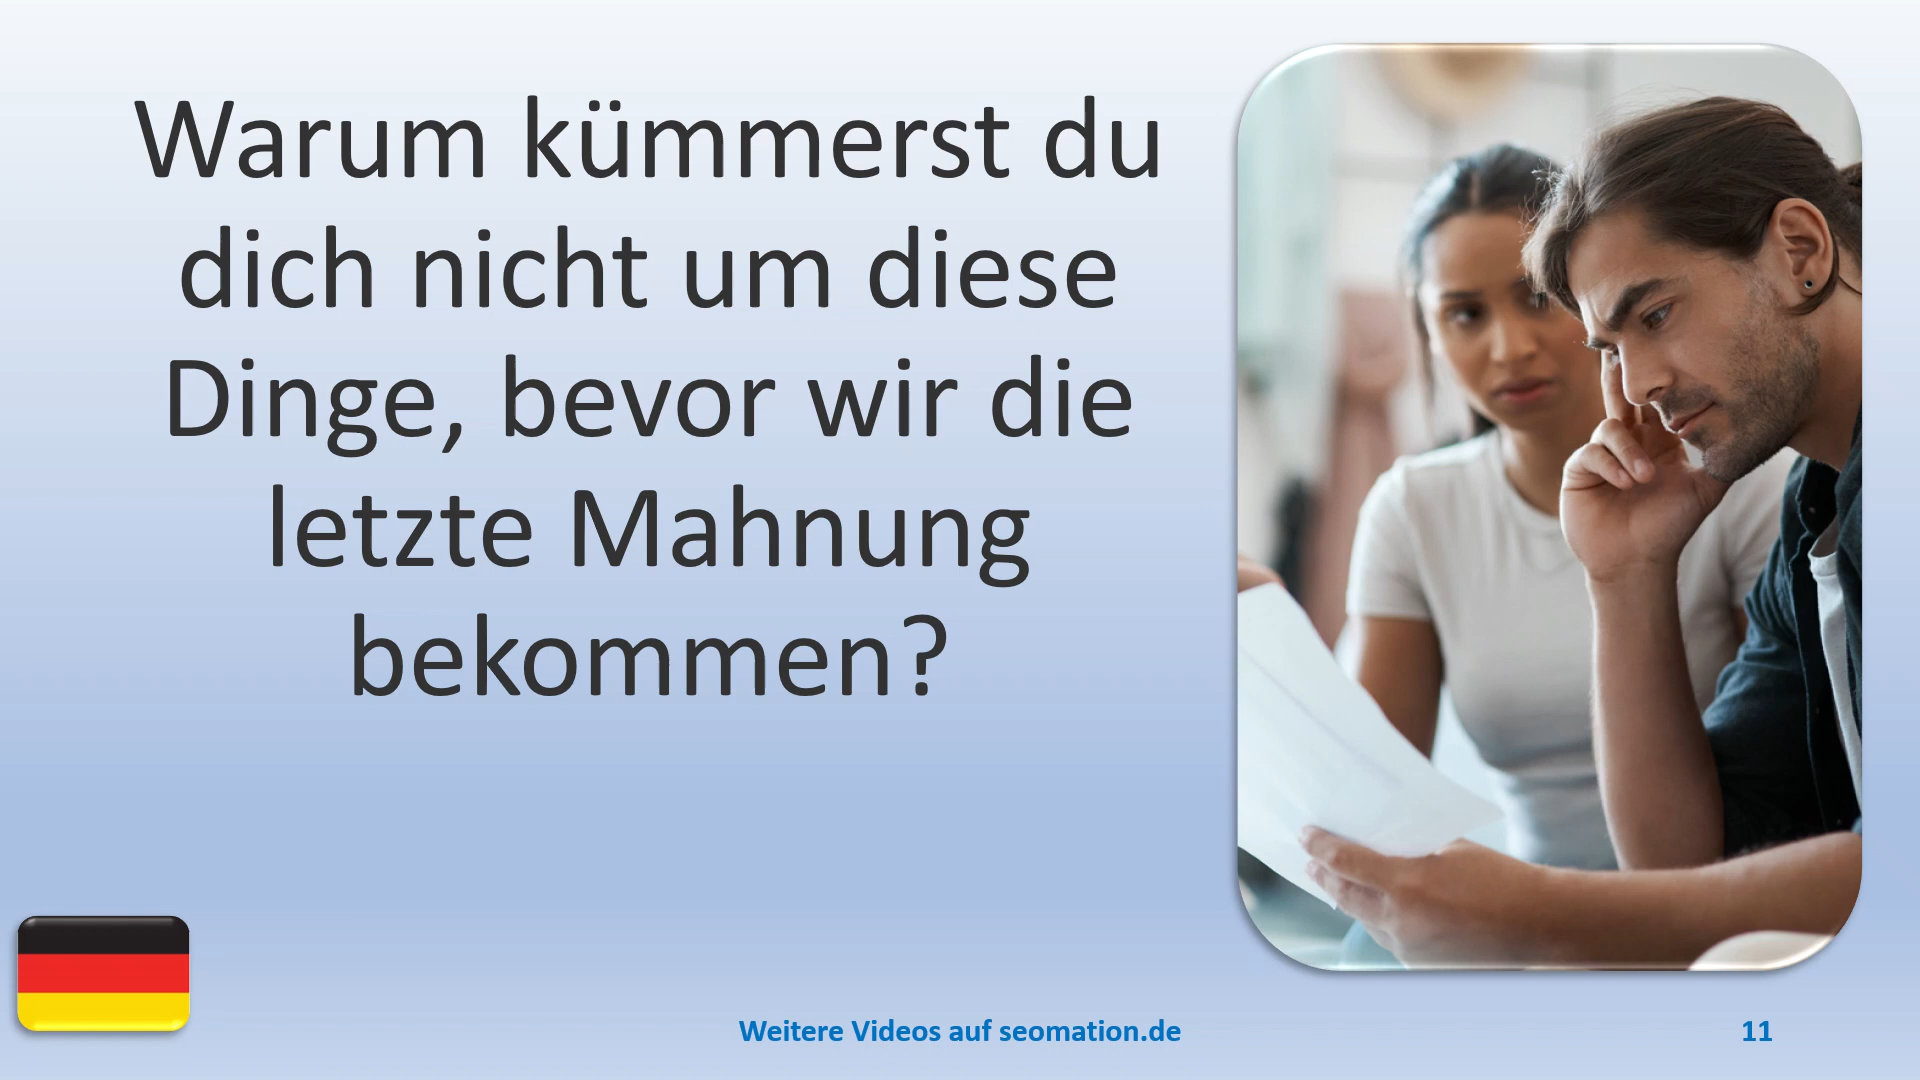 Warum kümmerst du
dich nicht um diese
Dinge, bevor wir die
letzte Mahnung
bekommen?
Weitere Videos auf seomation.de
11